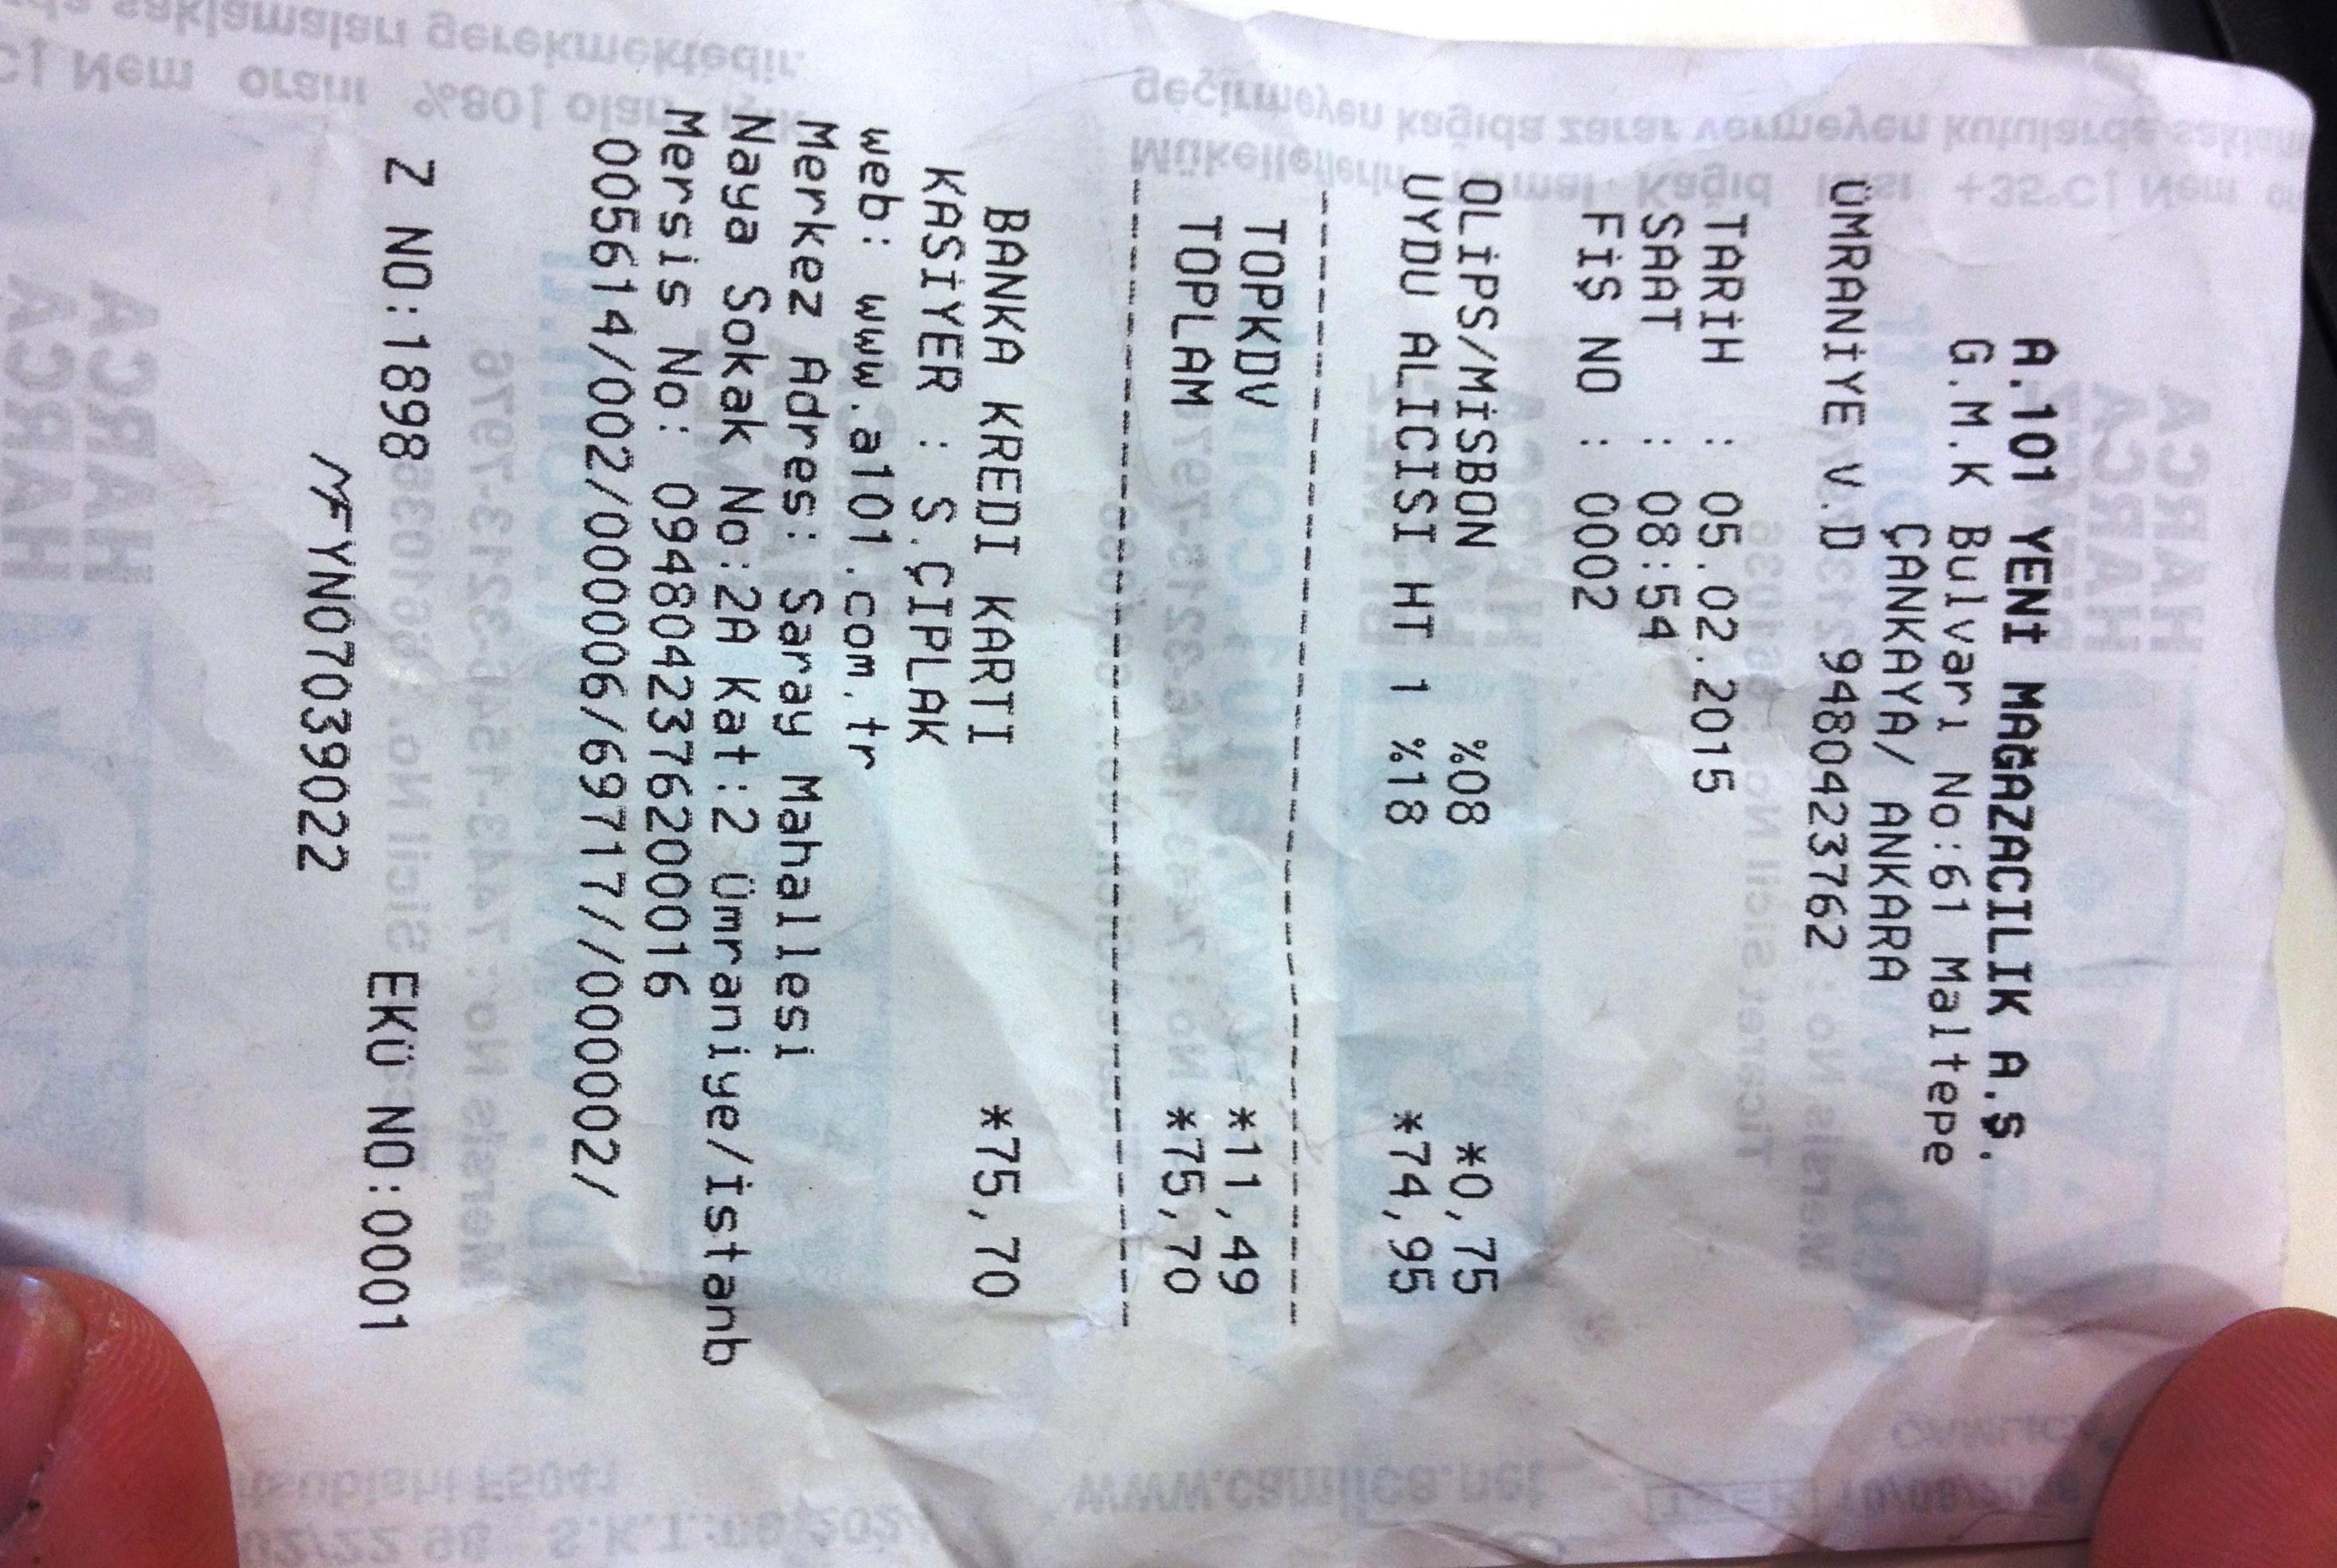 A.101 YENİ MAĞAZACILIK A.Ş.
G.M.K Bulvarı No:61 Maltepe
ÇANKAYA/ ANKARA
ÜMRANİYE V.D 9480423762
TARİH : 05.02.2015
SAAT : 08:54
FİŞ NO : 0002
OLİPS/MİSBON %08 *0,75
UYDU ALICISI HT 1 %18 *74,95
TOPKDV *11,49
TOPLAM *75,70
BANKA KREDI KARTI *75,70
KASİYER : S.ÇIPLAK
web: www.a101.com.tr
Merkez Adres: Saray Mahallesi
Naya Sokak No:2A Kat:2 Ümraniye/İstanb
Mersis No: 0948042376200016
005614/002/000006/6971//000002/
Z NO:1898 EKÜ NO:0001
MF YN07039022